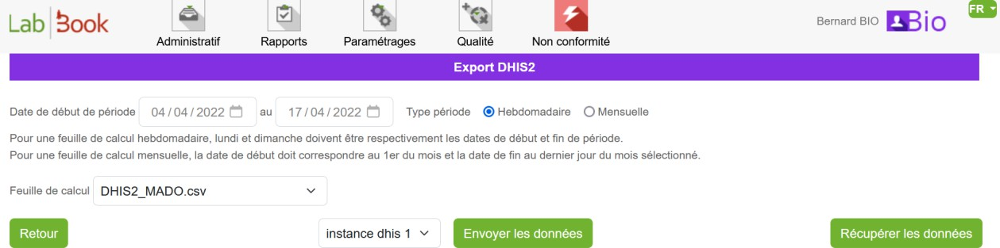 Lab Book
Administratif Rapports Paramétrages Qualité Non conformité
Bernard BIO Bio FR
Export DHIS2
Date de début de période 04 / 04 / 2022 au 17 / 04 / 2022 Type période Hebdomadaire Mensuelle
Pour une feuille de calcul hebdomadaire, lundi et dimanche doivent être respectivement les dates de début et fin de période.
Pour une feuille de calcul mensuelle, la date de début doit correspondre au 1er du mois et la date de fin au dernier jour du mois sélectionné.
Feuille de calcul DHIS2_MADO.csv
Retour instance dhis 1 Envoyer les données Récupérer les données